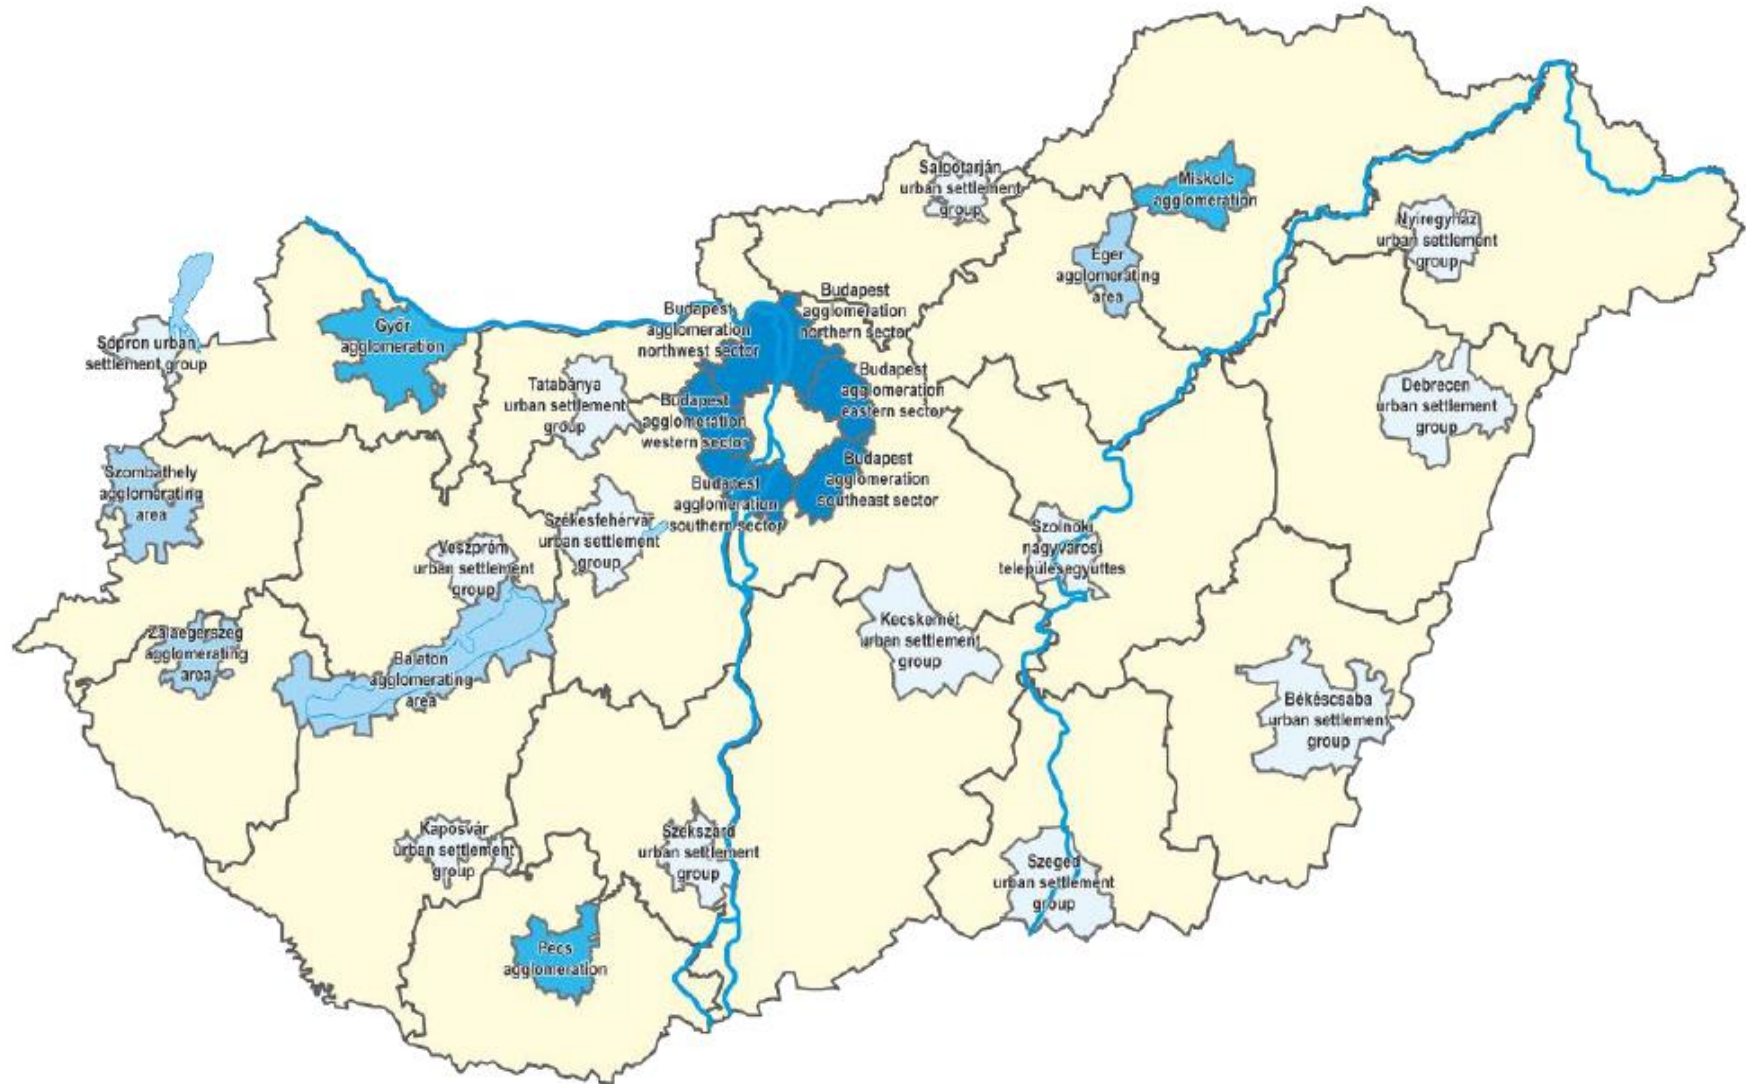 Salgótarján
urban settlement
group
Miskolc
agglomeration
Nyíregyház
urban settlement
group
Eger
agglomerating
area
Budapest
agglomeration
northern sector
Budapest
agglomeration
northwest sector
Győr
agglomeration
Sopron urban
settlement group
Tatabánya
urban settlement
group
Budapest
agglomeration
eastern sector
Debrecen
urban settlement
group
Budapest
agglomeration
western sector
Budapest
agglomeration
southeast sector
Szombathely
agglomerating
area
Budapest
agglomeration
southern sector
Székesfehérvár
urban settlement
group
Szolnoki
nagyvárosi
településegyüttes
Veszprém
urban settlement
group
Kecskemét
urban settlement
group
Zalaegerszeg
agglomerating
area
Balaton
agglomerating
area
Békéscsaba
urban settlement
group
Kaposvár
urban settlement
group
Szekszárd
urban settlement
group
Szeged
urban settlement
group
Pécs
agglomeration